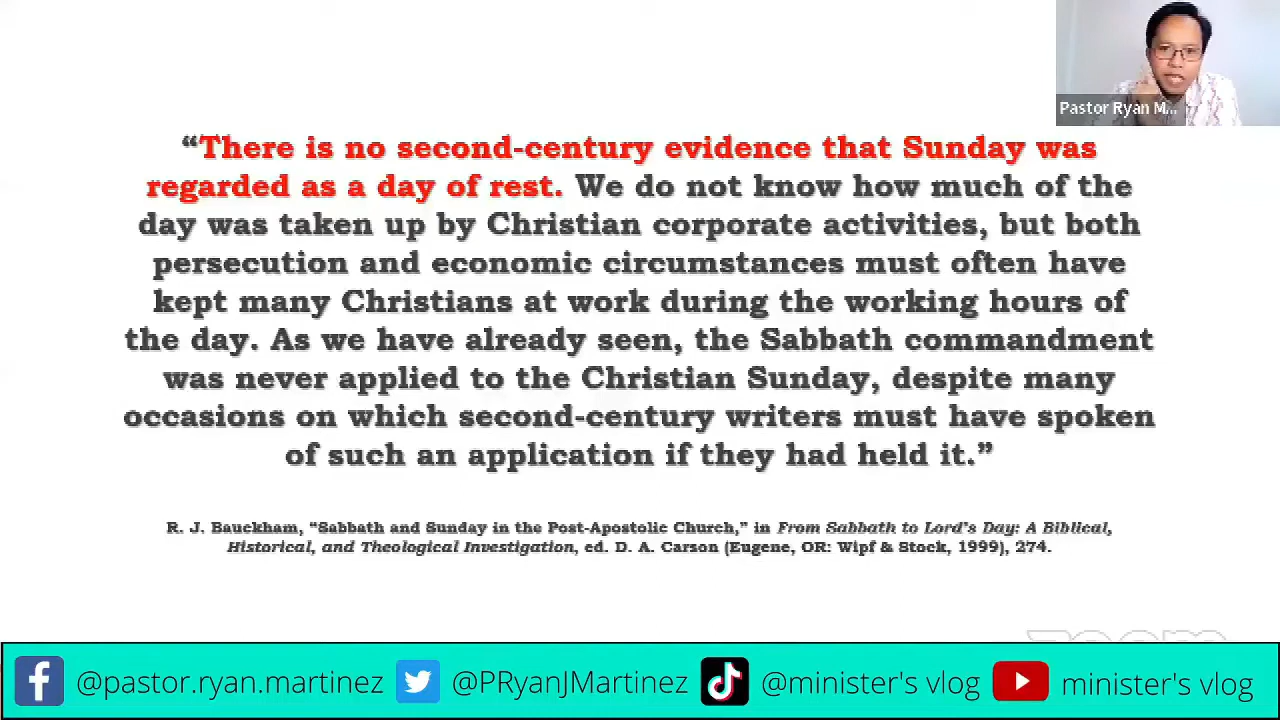 Pastor Ryan M...
“There is no second-century evidence that Sunday was
regarded as a day of rest. We do not know how much of the
day was taken up by Christian corporate activities, but both
persecution and economic circumstances must often have
kept many Christians at work during the working hours of
the day. As we have already seen, the Sabbath commandment
was never applied to the Christian Sunday, despite many
occasions on which second-century writers must have spoken
of such an application if they had held it.”
R. J. Bauckham, “Sabbath and Sunday in the Post-Apostolic Church,” in From Sabbath to Lord’s Day: A Biblical,
Historical, and Theological Investigation, ed. D. A. Carson (Eugene, OR: Wipf & Stock, 1999), 274.
zoom
@pastor.ryan.martinez @PRyanJMartinez @minister's vlog minister's vlog